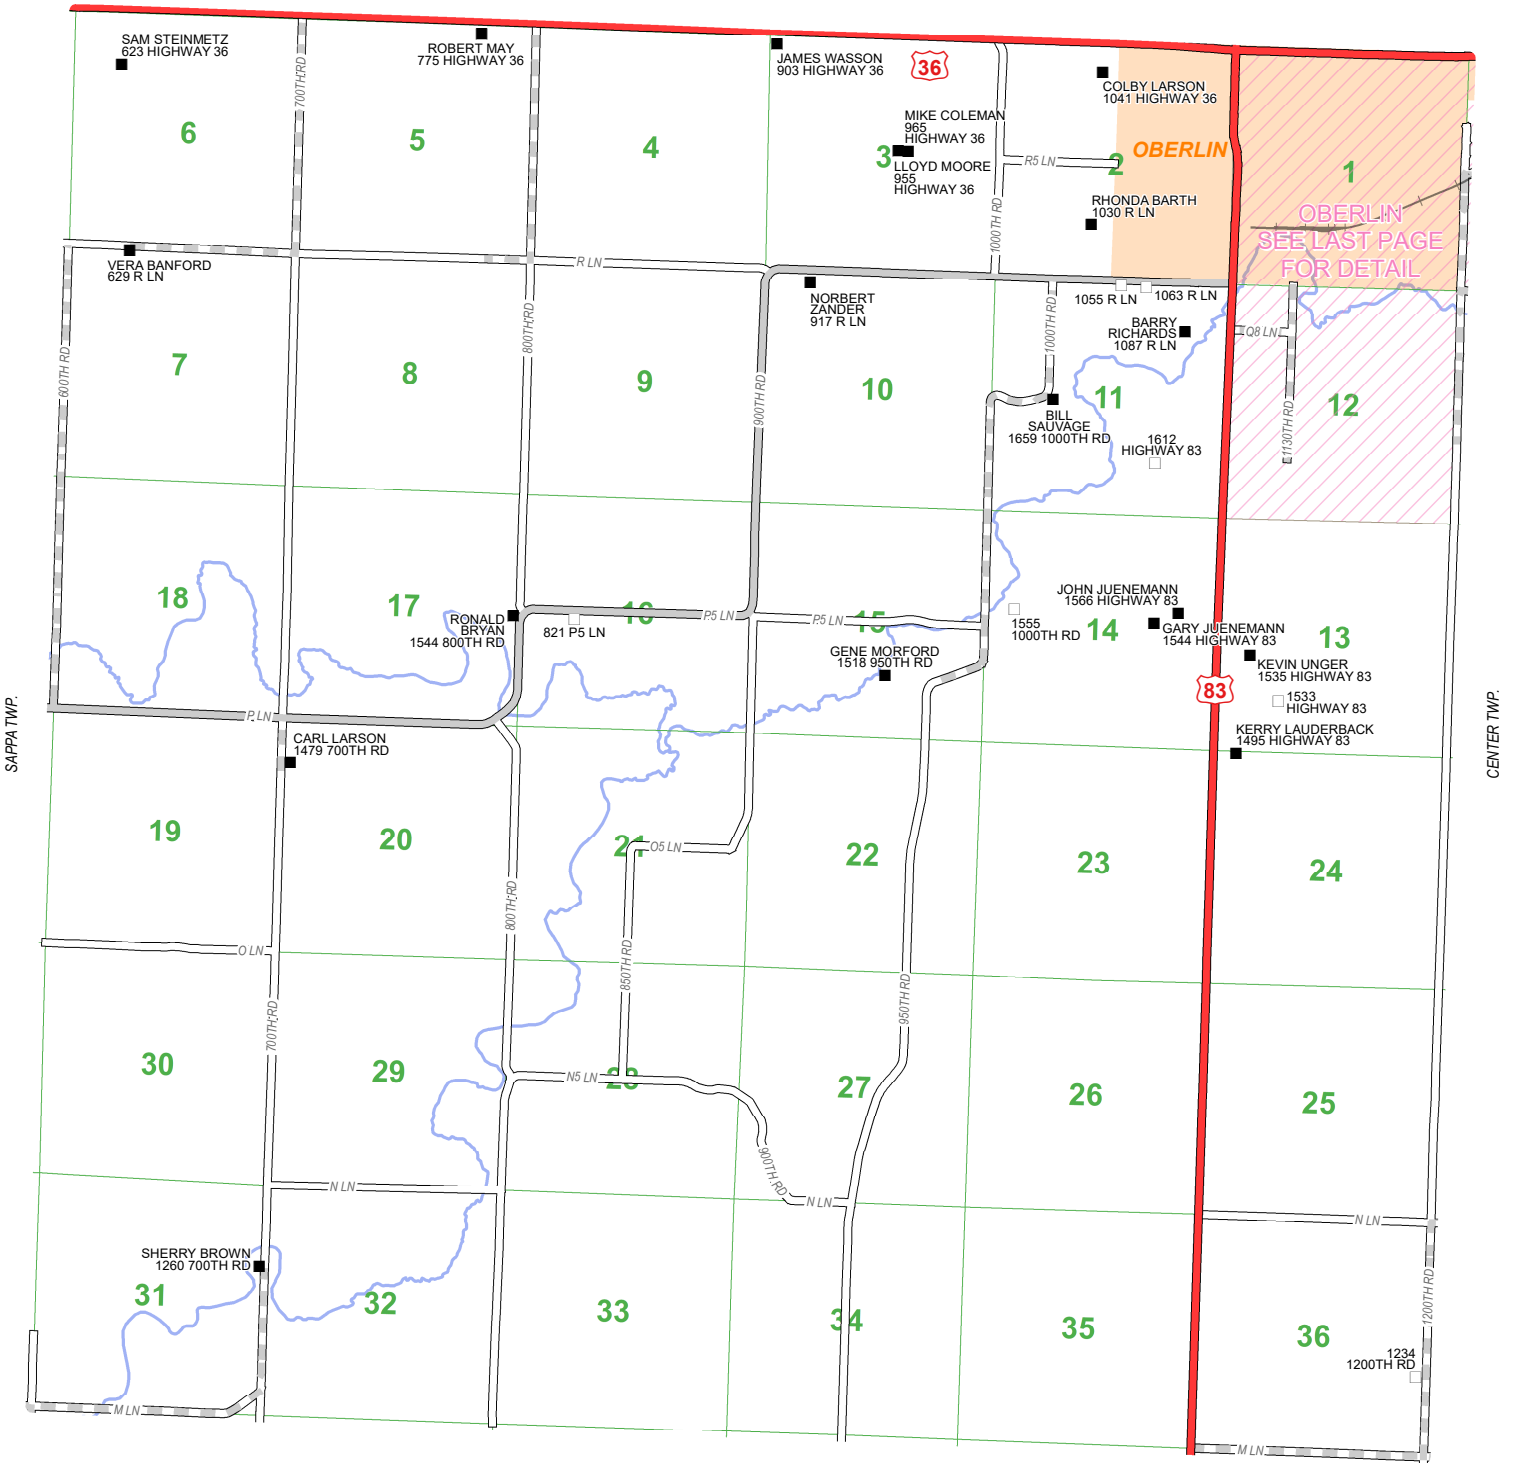 SAM STEINMETZ
623 HIGHWAY 36
700TH RD
ROBERT MAY
775 HIGHWAY 36
JAMES WASSON
903 HIGHWAY 36
36
COLBY LARSON
1041 HIGHWAY 36
6
5
4
3
MIKE COLEMAN
965
HIGHWAY 36
LLOYD MOORE
955
HIGHWAY 36
R5 LN
2
OBERLIN
1
RHONDA BARTH
1030 R LN
1000TH RD
OBERLIN
SEE LAST PAGE
FOR DETAIL
VERA BANFORD
629 R LN
R LN
NORBERT
ZANDER
917 R LN
1055 R LN
1063 R LN
BARRY
RICHARDS
1087 R LN
Q8 LN
600TH RD
800TH RD
900TH RD
1000TH RD
7
8
9
10
11
12
BILL
SAUVAGE
1659 1000TH RD
1612
HIGHWAY 83
1130TH RD
18
17
16
15
14
13
RONALD
BRYAN
1544 800TH RD
821 P5 LN
P5 LN
P5 LN
1555
1000TH RD
JOHN JUENEMANN
1566 HIGHWAY 83
GARY JUENEMANN
1544 HIGHWAY 83
GENE MORFORD
1518 950TH RD
KEVIN UNGER
1535 HIGHWAY 83
83
1533
HIGHWAY 83
SAPPA TWP.
CENTER TWP.
P LN
CARL LARSON
1479 700TH RD
KERRY LAUDERBACK
1495 HIGHWAY 83
19
20
21
O5 LN
22
23
24
800TH RD
850TH RD
950TH RD
O LN
700TH RD
30
29
N5 LN
28
27
26
25
900TH RD
N LN
N LN
N LN
SHERRY BROWN
1260 700TH RD
31
32
33
34
35
36
1200TH RD
1234
1200TH RD
M LN
M LN